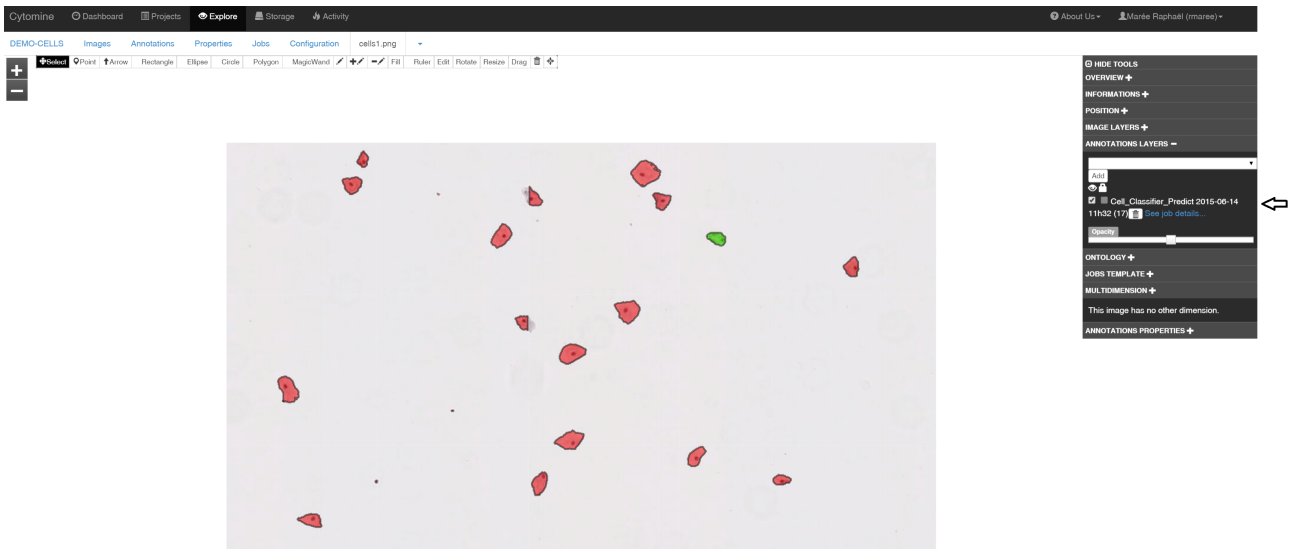 Cytomine Dashboard Projects Explore Storage Activity About Us Marée Raphaël (rmaree)
DEMO-CELLS Images Annotations Properties Jobs Configuration cells1.png
Select Point Arrow Rectangle Ellipse Circle Polygon MagicWand Fill Ruler Edit Rotate Resize Drag
HIDE TOOLS
OVERVIEW
INFORMATIONS
POSITION
IMAGE LAYERS
ANNOTATIONS LAYERS
Add
Cell_Classifier_Predict 2015-06-14
11h32 (17) See job details...
Opacity
ONTOLOGY
JOBS TEMPLATE
MULTIDIMENSION
This image has no other dimension.
ANNOTATIONS PROPERTIES